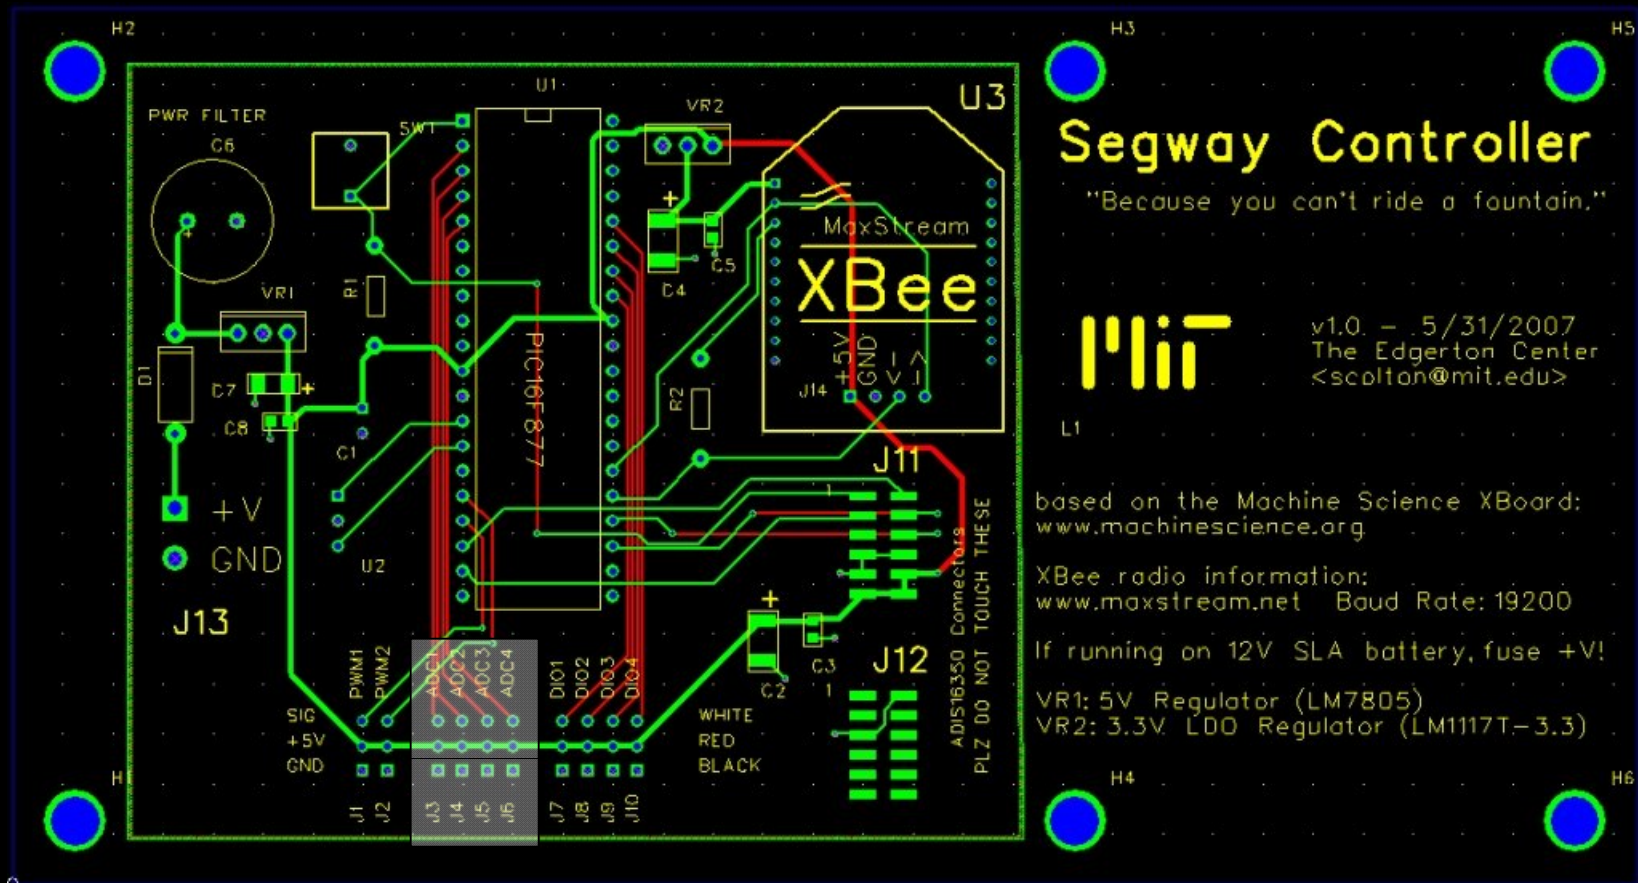 H2
H3
H5
U1
U3
PWR FILTER
VR2
SW1
C6
Segway Controller
"Because you can't ride a fountain."
+
MaxStream
C5
XBee
R1
C4
VR1
MIT
v1.0 - 5/31/2007
The Edgerton Center
<scolton@mit.edu>
PIC16F877
+5V
GND
<-
->
D1
C7
+
R2
J14
C8
L1
C1
J11
1
+V
based on the Machine Science XBoard:
www.machinescience.org
GND
U2
XBee radio information:
www.maxstream.net Baud Rate: 19200
+
J13
ADIS16350 Connectors
PLZ DO NOT TOUCH THESE
If running on 12V SLA battery, fuse +V!
C3
J12
C2
1
PWM1
PWM2
ADC1
ADC2
ADC3
ADC4
DIO1
DIO2
DIO3
DIO4
VR1: 5V Regulator (LM7805)
VR2: 3.3V LDO Regulator (LM1117T-3.3)
SIG
WHITE
+5V
RED
GND
BLACK
H1
H4
H6
J1
J2
J3
J4
J5
J6
J7
J8
J9
J10